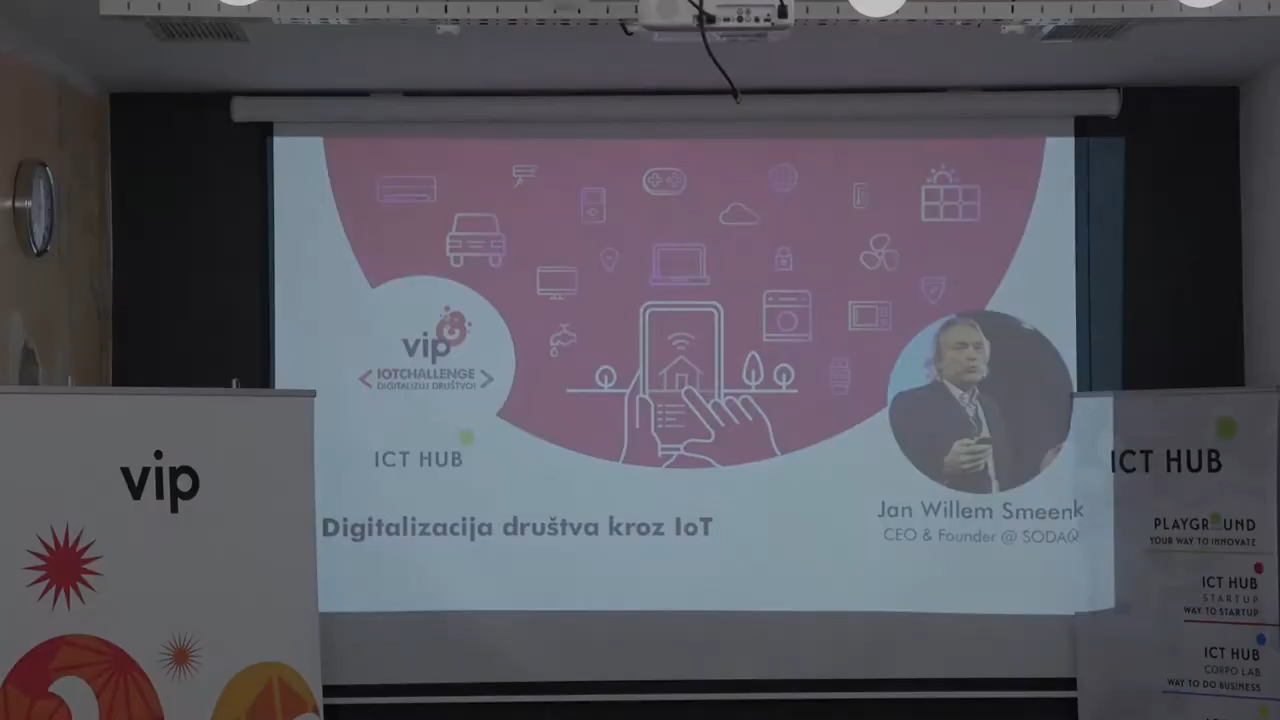 vip
IOTCHALLENGE
DIGITALIZUJ DRUŠTVO!
ICT HUB
Digitalizacija društva kroz IoT
Jan Willem Smeenk
CEO & Founder @ SODAQ
vip
ICT HUB
PLAYGROUND
YOUR WAY TO INNOVATE
ICT HUB
STARTUP
WAY TO STARTUP
ICT HUB
CORPO LAB
WAY TO DO BUSINESS